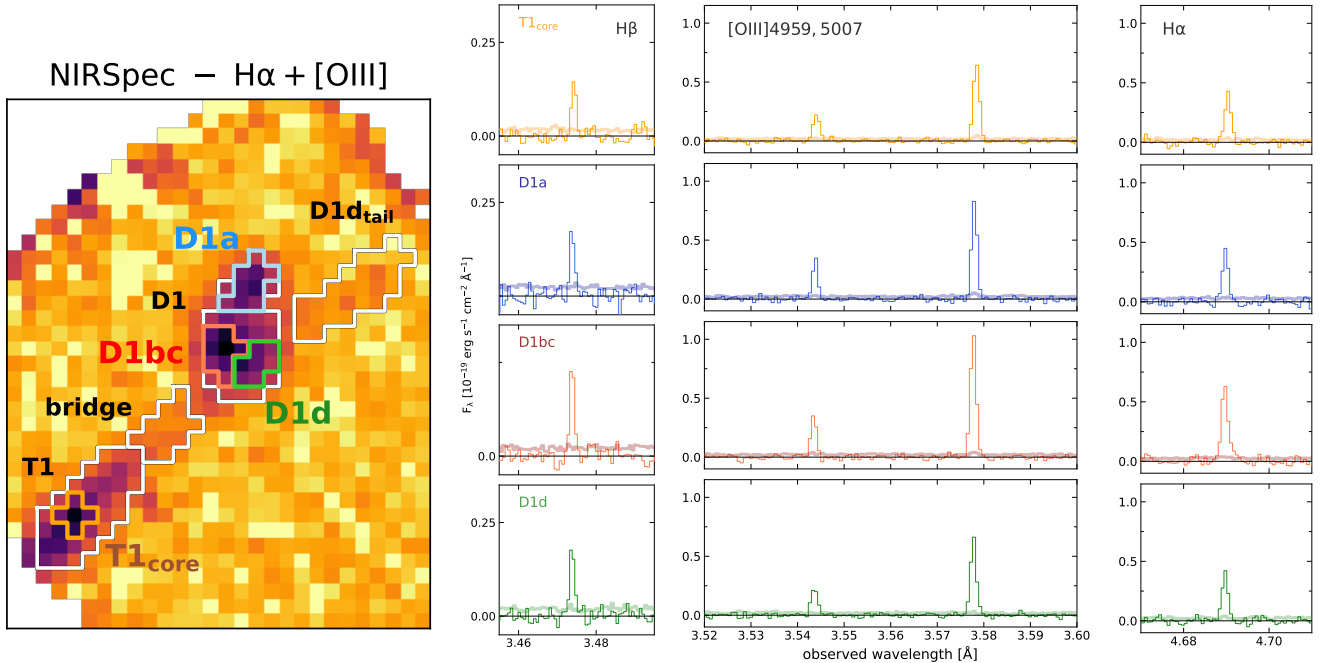 NIRSpec − Hα + [OIII]
D1d_tail
D1a
D1
D1bc
bridge
D1d
T1
T1_core
F_λ [10⁻¹⁹ erg s⁻¹ cm⁻² Å⁻¹]
T1_core Hβ
0.25
0.00
[OIII]4959, 5007
1.0
0.5
0.0
Hα
1.0
0.5
0.0
D1a
0.25
1.0
0.5
0.0
1.0
0.5
0.0
D1bc
0.0
1.0
0.5
0.0
1.0
0.5
0.0
D1d
0.25
0.00
3.46 3.48
1.0
0.5
0.0
3.52 3.53 3.54 3.55 3.56 3.57 3.58 3.59 3.60
observed wavelength [Å]
1.0
0.5
0.0
4.68 4.70